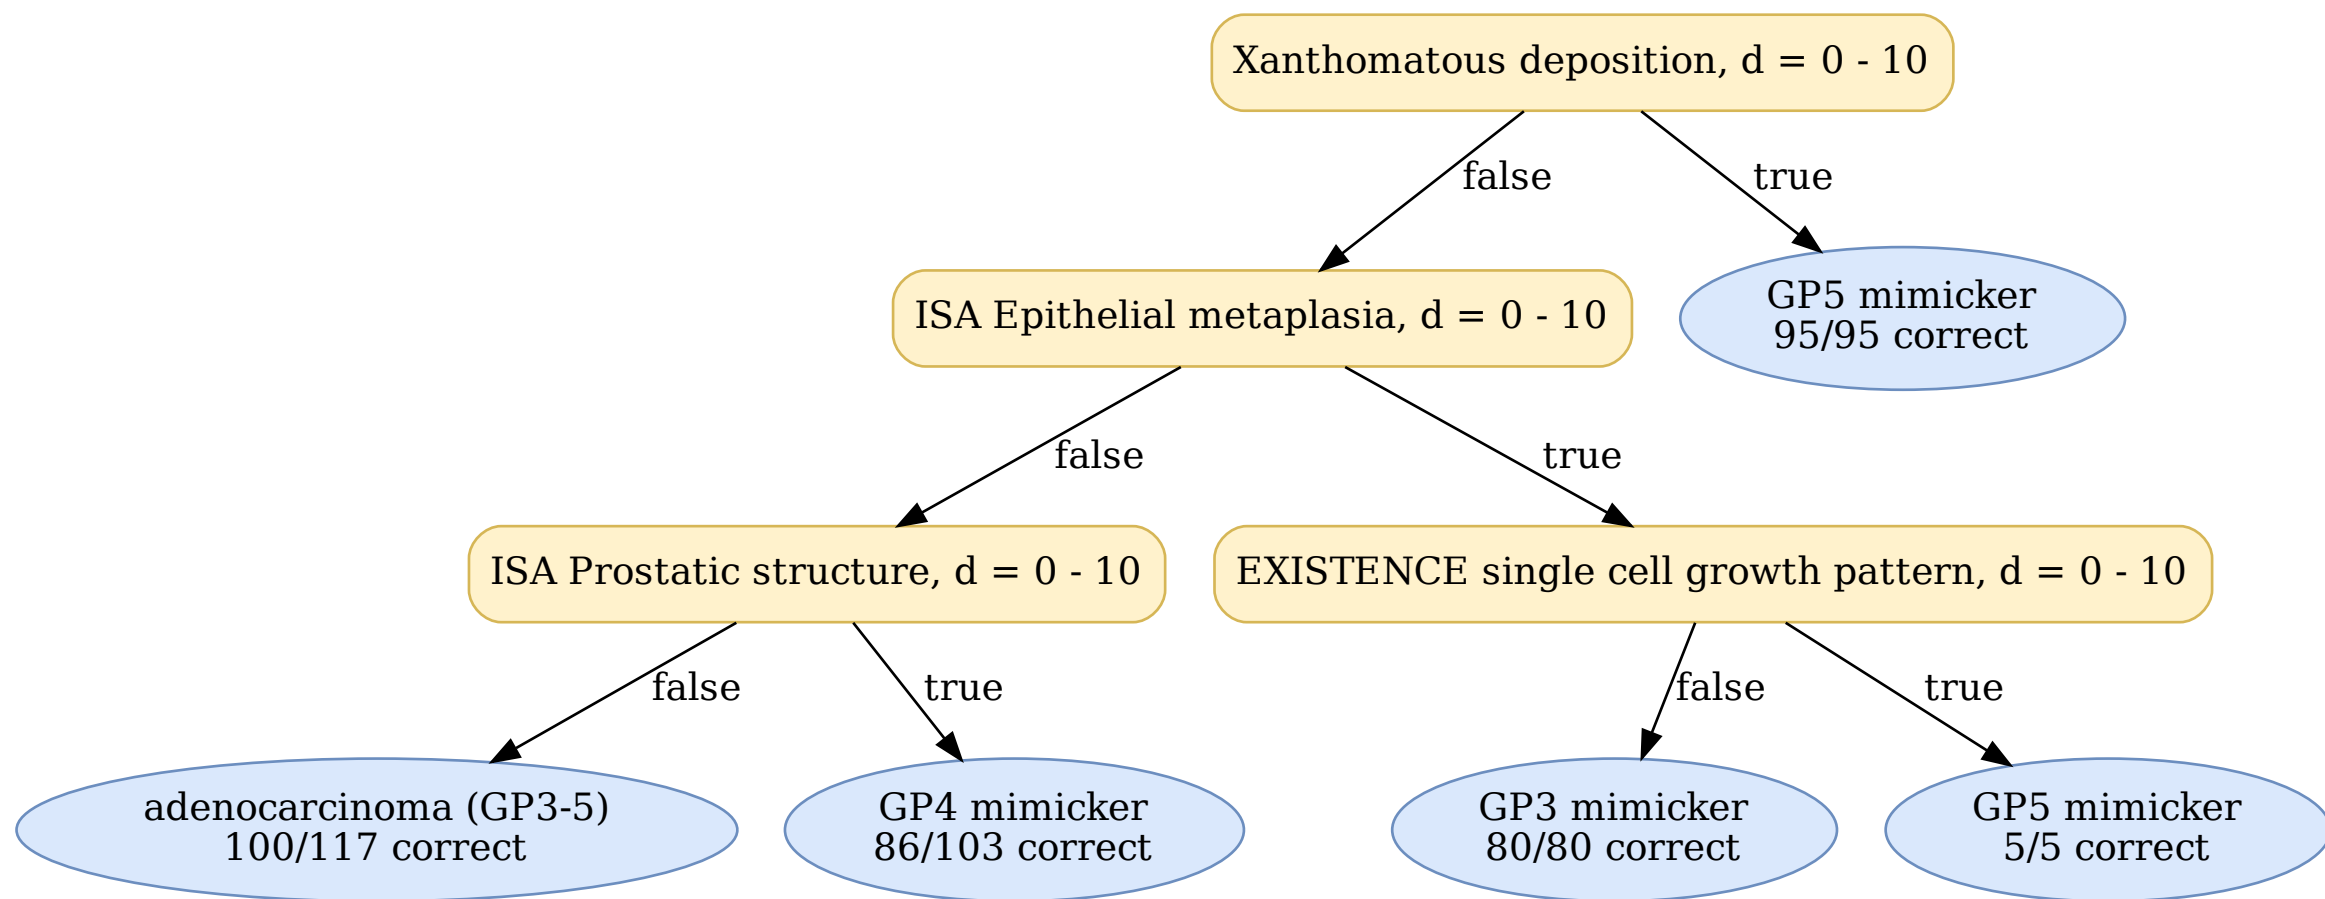 Xanthomatous deposition, d = 0 - 10
false
true
ISA Epithelial metaplasia, d = 0 - 10
GP5 mimicker
95/95 correct
false
true
ISA Prostatic structure, d = 0 - 10
EXISTENCE single cell growth pattern, d = 0 - 10
false
true
false
true
adenocarcinoma (GP3-5)
100/117 correct
GP4 mimicker
86/103 correct
GP3 mimicker
80/80 correct
GP5 mimicker
5/5 correct